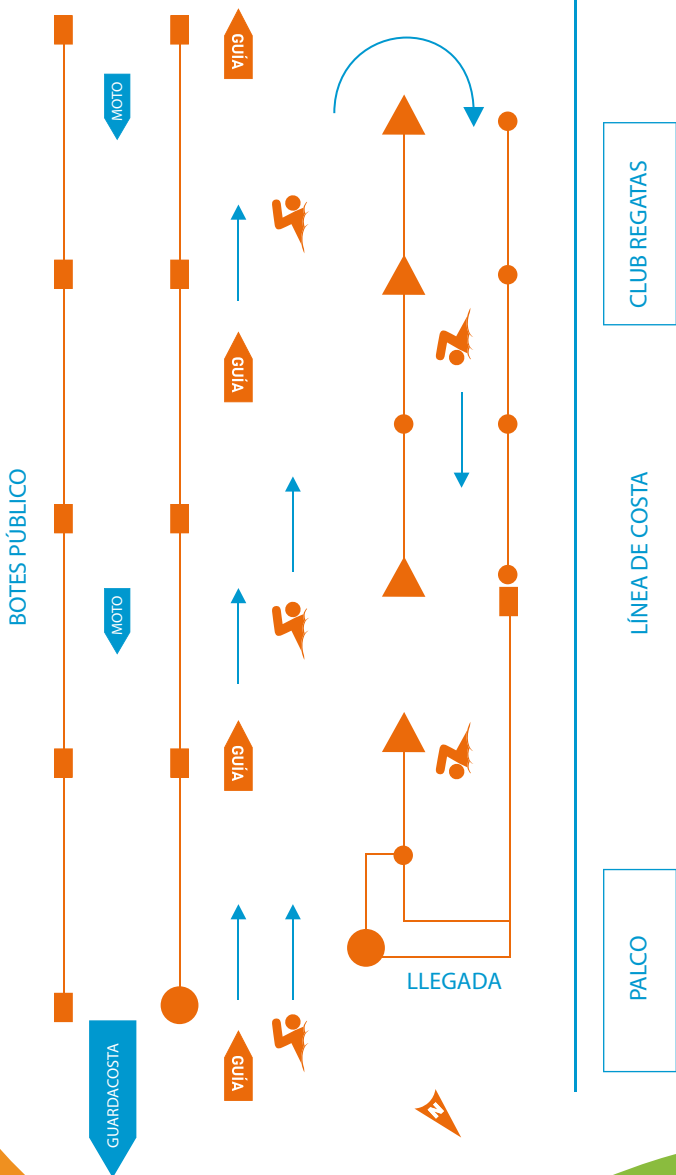 GUÍA
MOTO
CLUB REGATAS
GUÍA
BOTES PÚBLICO
LÍNEA DE COSTA
MOTO
GUÍA
PALCO
LLEGADA
GUARDACOSTA
GUÍA
N